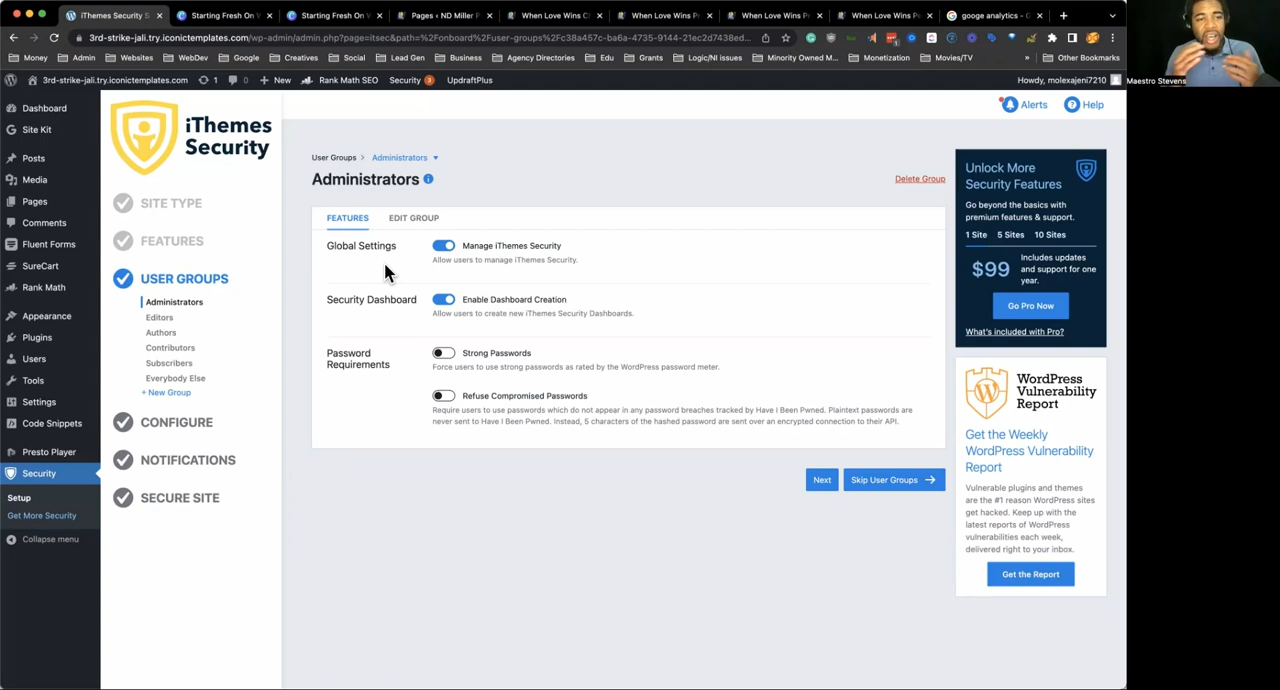 iThemes Security S
Starting Fresh On V
Starting Fresh On V
Pages ‹ ND Miller P
When Love Wins C
When Love Wins P
When Love Wins P
When Love Wins P
googe analytics - G
3rd-strike-jali.try.iconictemplates.com/wp-admin/admin.php?page=itsec&path=%2Fonboard%2Fuser-groups%2Fc38a457c-ba6a-4735-9144-21ec2d7438ed...
Money
Admin
Websites
WebDev
Google
Creatives
Social
Lead Gen
Business
Agency Directories
Edu
Grants
Logic/NI issues
Minority Owned M...
Monetization
Movies/TV
»
Other Bookmarks
3rd-strike-jali.try.iconictemplates.com
1
0
New
Rank Math SEO
Security
UpdraftPlus
Howdy, molexajeni7210
Maestro Stevens
Dashboard
Site Kit
Posts
Media
Pages
Comments
Fluent Forms
SureCart
Rank Math
Appearance
Plugins
Users
Tools
Settings
Code Snippets
Presto Player
Security
Setup
Get More Security
Collapse menu
iThemes
Security
SITE TYPE
FEATURES
USER GROUPS
Administrators
Editors
Authors
Contributors
Subscribers
Everybody Else
+ New Group
CONFIGURE
NOTIFICATIONS
SECURE SITE
Alerts
Help
User Groups > Administrators
Administrators
Delete Group
FEATURES
EDIT GROUP
Global Settings
Manage iThemes Security
Allow users to manage iThemes Security.
Security Dashboard
Enable Dashboard Creation
Allow users to create new iThemes Security Dashboards.
Password
Requirements
Strong Passwords
Force users to use strong passwords as rated by the WordPress password meter.
Refuse Compromised Passwords
Require users to use passwords which do not appear in any password breaches tracked by Have I Been Pwned. Plaintext passwords are
never sent to Have I Been Pwned. Instead, 5 characters of the hashed password are sent over an encrypted connection to their API.
Next
Skip User Groups
Unlock More
Security Features
Go beyond the basics with
premium features & support.
1 Site 5 Sites 10 Sites
$99
Includes updates
and support for one
year.
Go Pro Now
What's included with Pro?
WordPress
Vulnerability
Report
Get the Weekly
WordPress Vulnerability
Report
Vulnerable plugins and themes
are the #1 reason WordPress sites
get hacked. Keep up with the
latest reports of WordPress
vulnerabilities each week,
delivered right to your inbox.
Get the Report